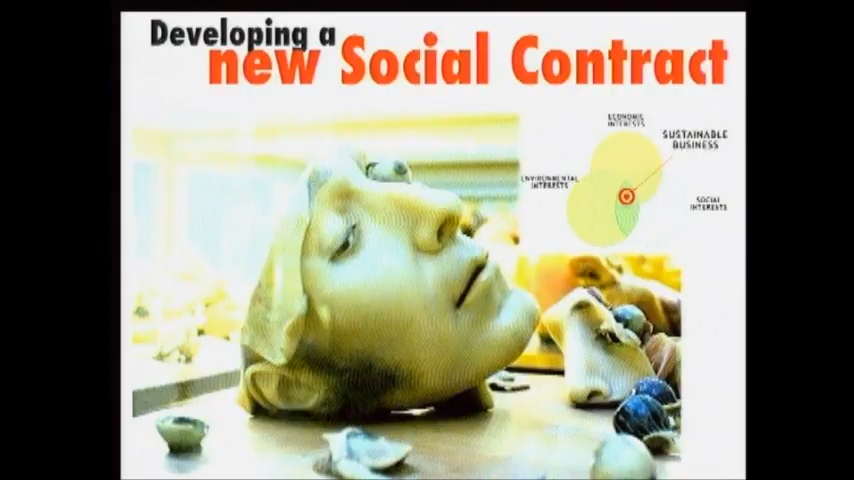 Developing a
new Social Contract
ECONOMIC
INTERESTS
SUSTAINABLE
BUSINESS
ENVIRONMENTAL
INTERESTS
SOCIAL
INTERESTS